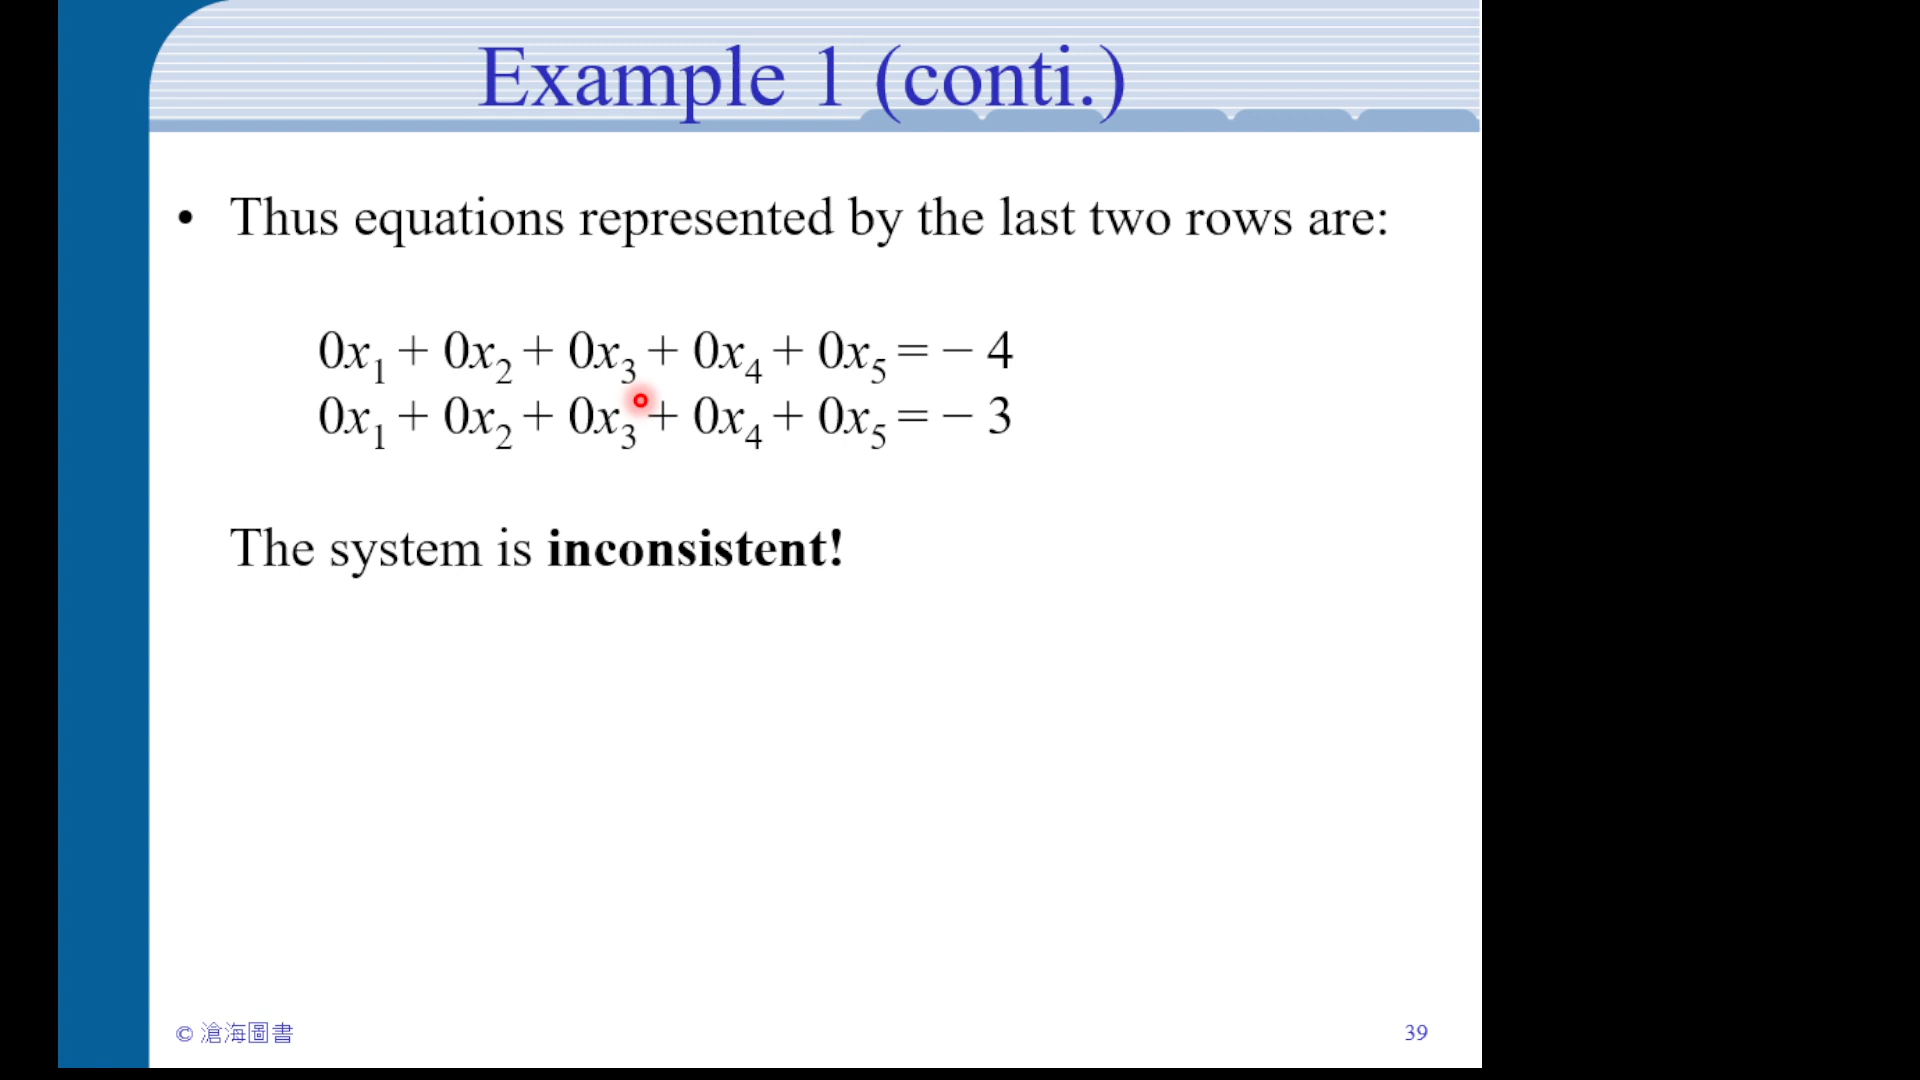 Example 1 (conti.)
• Thus equations represented by the last two rows are:
0x₁ + 0x₂ + 0x₃ + 0x₄ + 0x₅ = − 4
0x₁ + 0x₂ + 0x₃ + 0x₄ + 0x₅ = − 3
The system is inconsistent!
© 滄海圖書
39